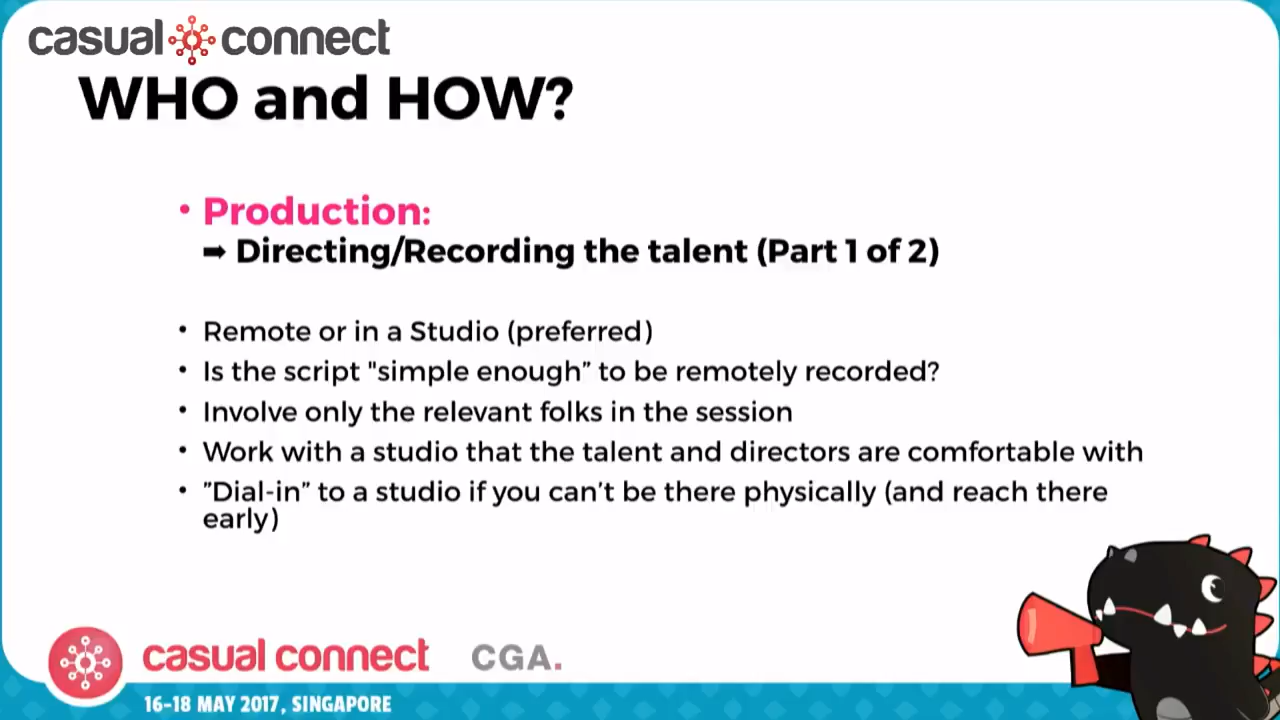 casual connect
WHO and HOW?
• Production:
➡ Directing/Recording the talent (Part 1 of 2)
• Remote or in a Studio (preferred)
• Is the script "simple enough” to be remotely recorded?
• Involve only the relevant folks in the session
• Work with a studio that the talent and directors are comfortable with
• ”Dial-in” to a studio if you can’t be there physically (and reach there
early)
casual connect CGA.
16-18 MAY 2017, SINGAPORE